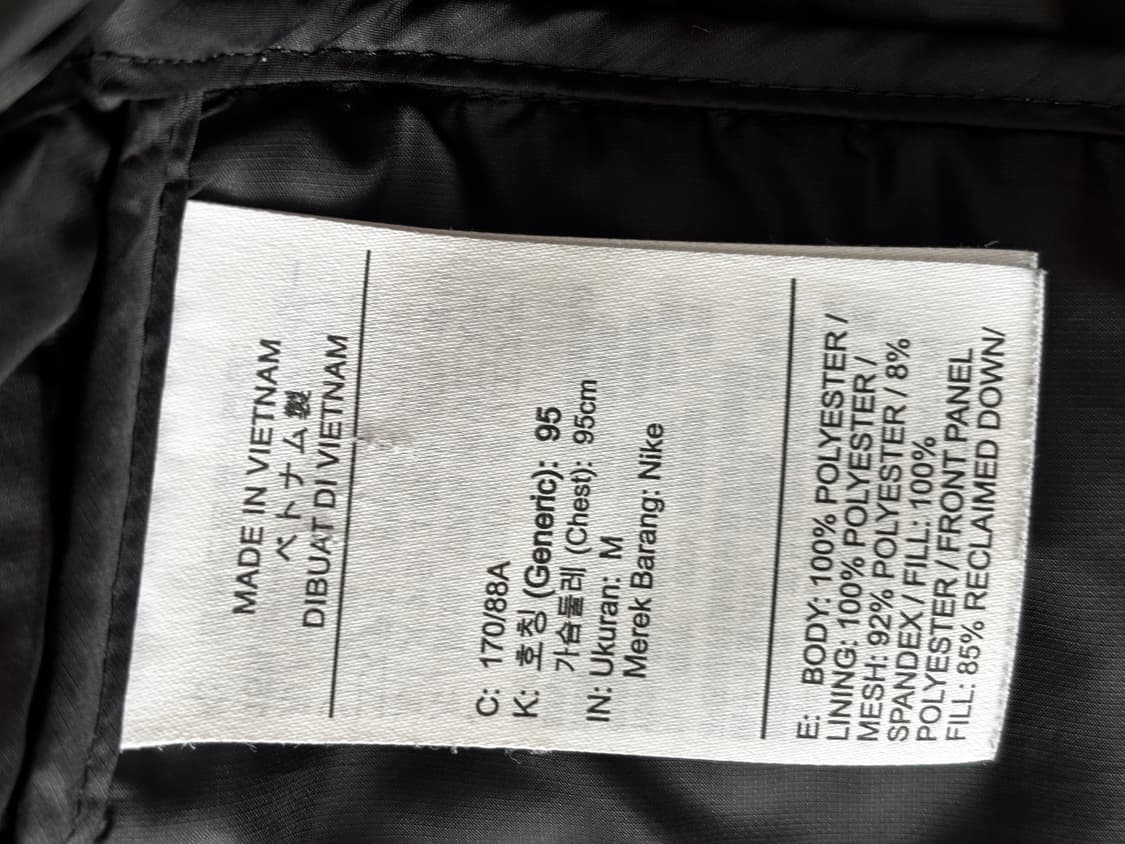 MADE IN VIETNAM
ベトナム製
DIBUAT DI VIETNAM
C: 170/88A
K: 호칭 (Generic): 95
가슴둘레 (Chest): 95cm
IN: Ukuran: M
Merek Barang: Nike
E: BODY: 100% POLYESTER /
LINING: 100% POLYESTER /
MESH: 92% POLYESTER / 8%
SPANDEX / FILL: 100%
POLYESTER / FRONT PANEL
FILL: 85% RECLAIMED DOWN/